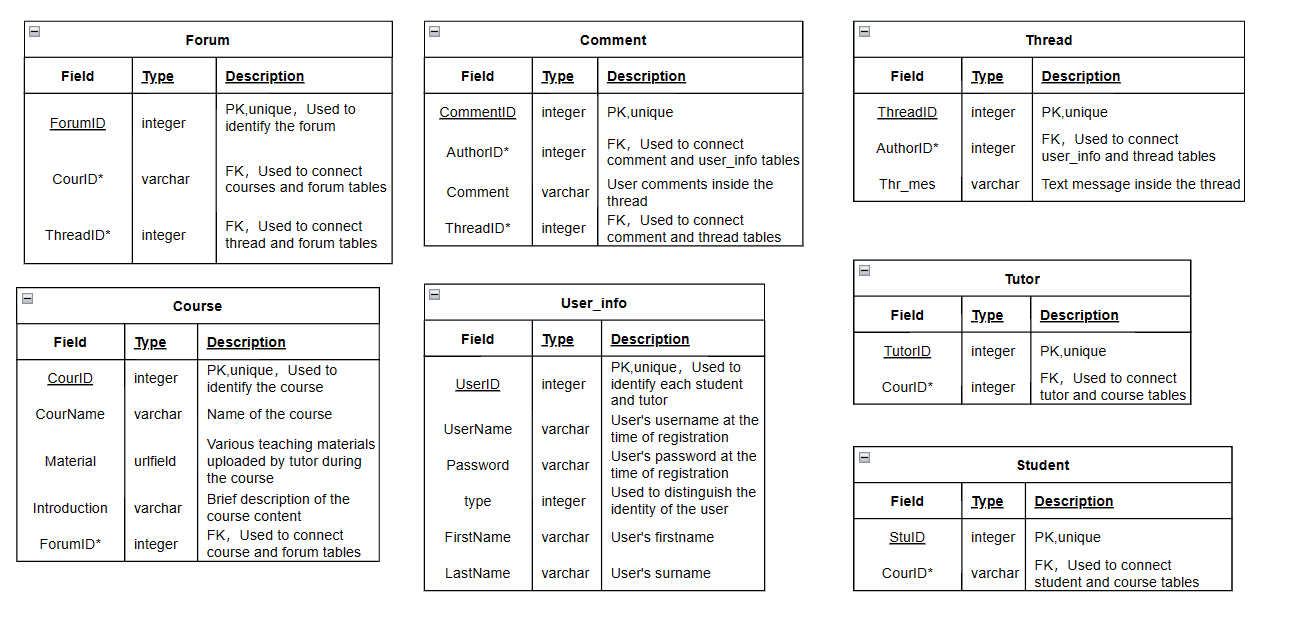 Forum
Field Type Description
ForumID integer PK,unique，Used to
identify the forum
CourID* varchar FK，Used to connect
courses and forum tables
ThreadID* integer FK，Used to connect
thread and forum tables
Comment
Field Type Description
CommentID integer PK,unique
AuthorID* integer FK，Used to connect
comment and user_info tables
Comment varchar User comments inside the
thread
ThreadID* integer FK，Used to connect
comment and thread tables
Thread
Field Type Description
ThreadID integer PK,unique
AuthorID* integer FK，Used to connect
user_info and thread tables
Thr_mes varchar Text message inside the thread
Course
Field Type Description
CourID integer PK,unique，Used to
identify the course
CourName varchar Name of the course
Material urlfield Various teaching materials
uploaded by tutor during
the course
Introduction varchar Brief description of the
course content
ForumID* integer FK，Used to connect
course and forum tables
User_info
Field Type Description
UserID integer PK,unique，Used to
identify each student
and tutor
UserName varchar User's username at the
time of registration
Password varchar User's password at the
time of registration
type integer Used to distinguish the
identity of the user
FirstName varchar User's firstname
LastName varchar User's surname
Tutor
Field Type Description
TutorID integer PK,unique
CourID* integer FK，Used to connect
tutor and course tables
Student
Field Type Description
StuID integer PK,unique
CourID* varchar FK，Used to connect
student and course tables